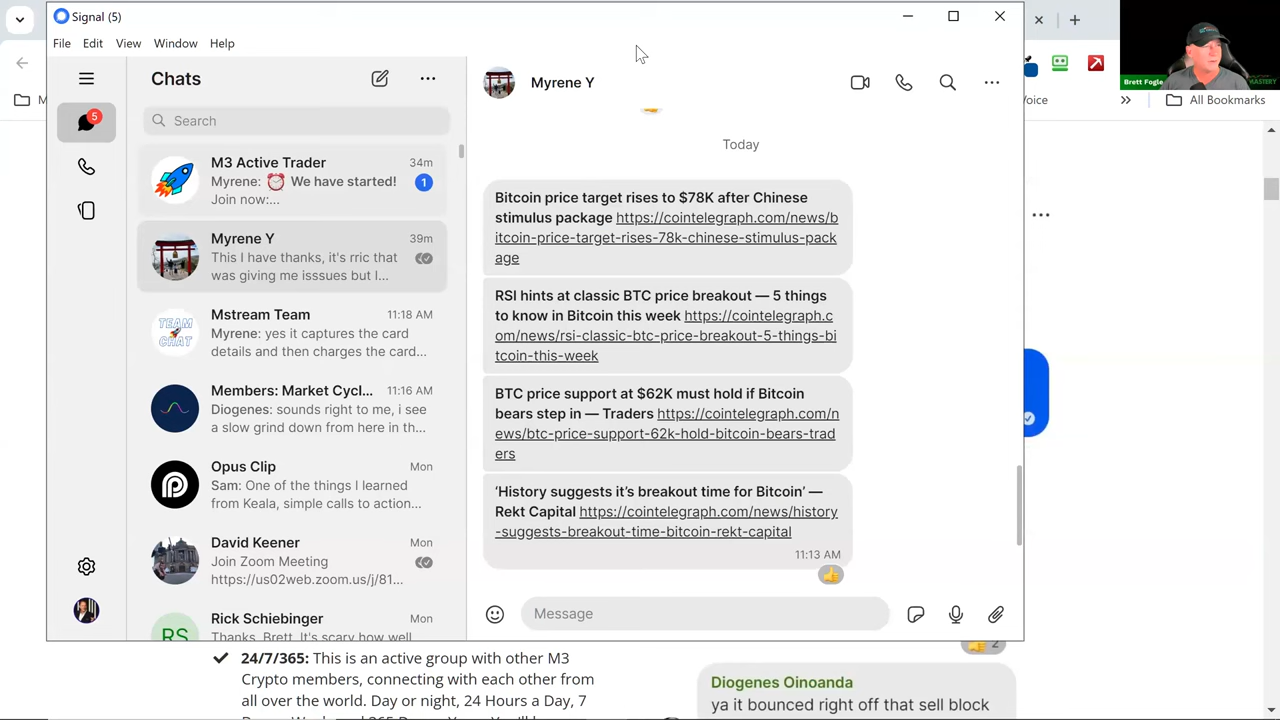 Signal (5)
File Edit View Window Help
Chats
Search
5
M3 Active Trader 34m
Myrene: ⏰ We have started! 1
Join now:...
Myrene Y 39m
This I have thanks, it's rric that
was giving me isssues but I...
Mstream Team 11:18 AM
Myrene: yes it captures the card
details and then charges the card...
TEAM
CHAT
Members: Market Cycl... 11:16 AM
Diogenes: sounds right to me, i see
a slow grind down from here in th...
Opus Clip Mon
Sam: One of the things I learned
from Keala, simple calls to action...
David Keener Mon
Join Zoom Meeting
https://us02web.zoom.us/j/81...
Rick Schiebinger Mon
RS
Thanks, Brett. It's scary how well
Myrene Y
Today
Bitcoin price target rises to $78K after Chinese
stimulus package https://cointelegraph.com/news/b
itcoin-price-target-rises-78k-chinese-stimulus-pack
age
RSI hints at classic BTC price breakout — 5 things
to know in Bitcoin this week https://cointelegraph.c
om/news/rsi-classic-btc-price-breakout-5-things-bi
tcoin-this-week
BTC price support at $62K must hold if Bitcoin
bears step in — Traders https://cointelegraph.com/n
ews/btc-price-support-62k-hold-bitcoin-bears-trad
ers
‘History suggests it’s breakout time for Bitcoin’ —
Rekt Capital https://cointelegraph.com/news/history
-suggests-breakout-time-bitcoin-rekt-capital
11:13 AM
👍
Message
Brett Fogle
MASTERY
All Bookmarks
👍 2
24/7/365: This is an active group with other M3
Crypto members, connecting with each other from
all over the world. Day or night, 24 Hours a Day, 7
Diogenes Oinoanda
ya it bounced right off that sell block